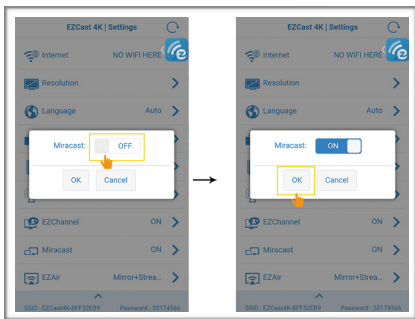 EZCast 4K | Settings
Internet NO WIFI HERE
Resolution
Language Auto
Miracast: OFF
OK Cancel
EZChannel ON
Miracast ON
EZAir Mirror+Strea...
SSID : EZCast4K-BFF32EB9 Password : 50174566
EZCast 4K | Settings
Internet NO WIFI HERE
Resolution
Language Auto
Miracast: ON
OK Cancel
EZChannel ON
Miracast ON
EZAir Mirror+Strea...
SSID : EZCast4K-BFF32EB9 Password : 50174566